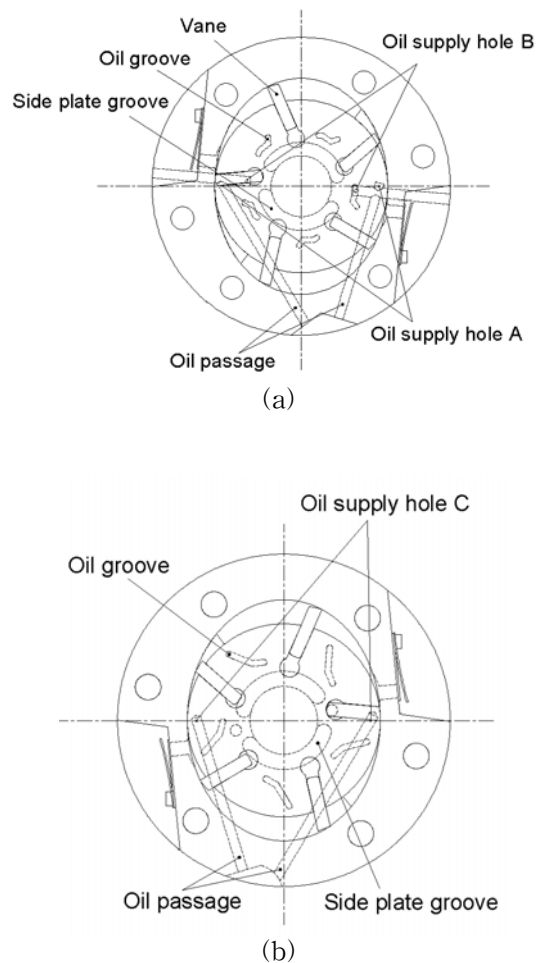 Vane
Oil supply hole B
Oil groove
Side plate groove
Oil supply hole A
Oil passage
(a)
Oil supply hole C
Oil groove
Oil passage
Side plate groove
(b)